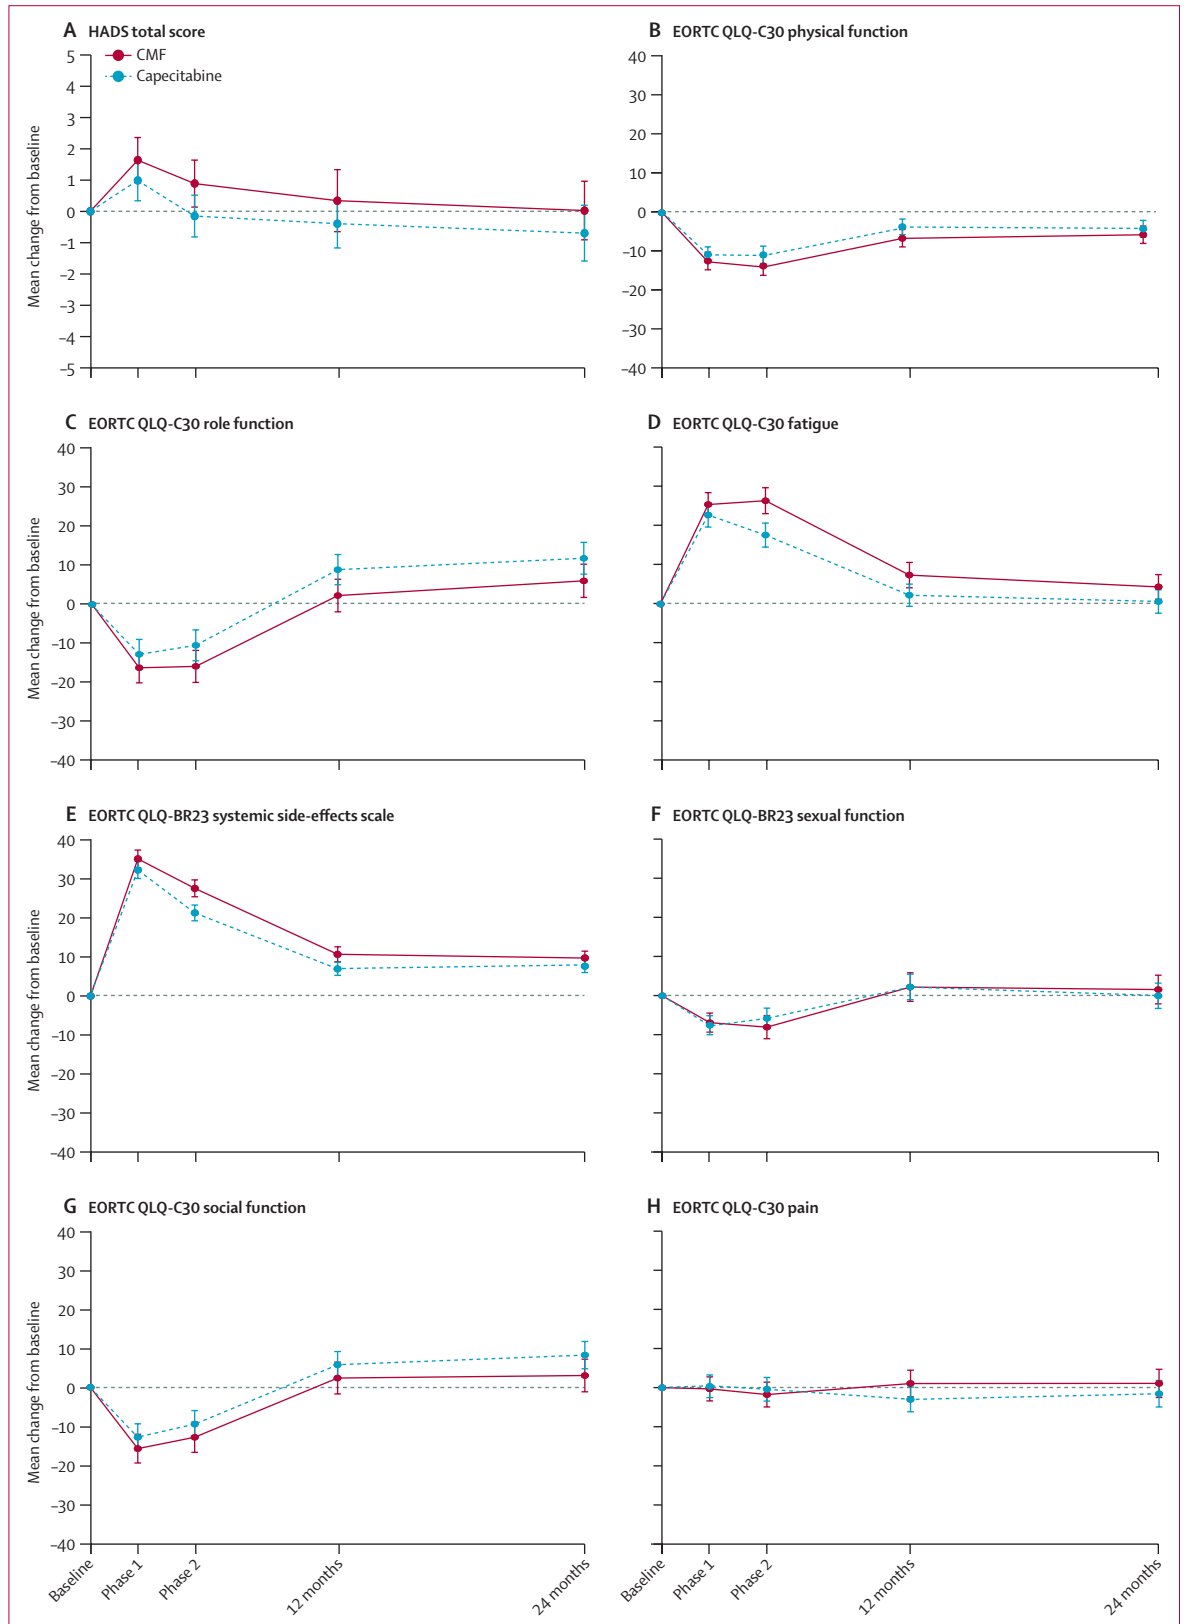 A HADS total score
CMF
Capecitabine
Mean change from baseline
5
4
3
2
1
0
–1
–2
–3
–4
–5
B EORTC QLQ-C30 physical function
40
30
20
10
0
–10
–20
–30
–40
C EORTC QLQ-C30 role function
Mean change from baseline
40
30
20
10
0
–10
–20
–30
–40
D EORTC QLQ-C30 fatigue
E EORTC QLQ-BR23 systemic side-effects scale
Mean change from baseline
40
30
20
10
0
–10
–20
–30
–40
F EORTC QLQ-BR23 sexual function
G EORTC QLQ-C30 social function
Mean change from baseline
40
30
20
10
0
–10
–20
–30
–40
Baseline
Phase 1
Phase 2
12 months
24 months
H EORTC QLQ-C30 pain
Baseline
Phase 1
Phase 2
12 months
24 months